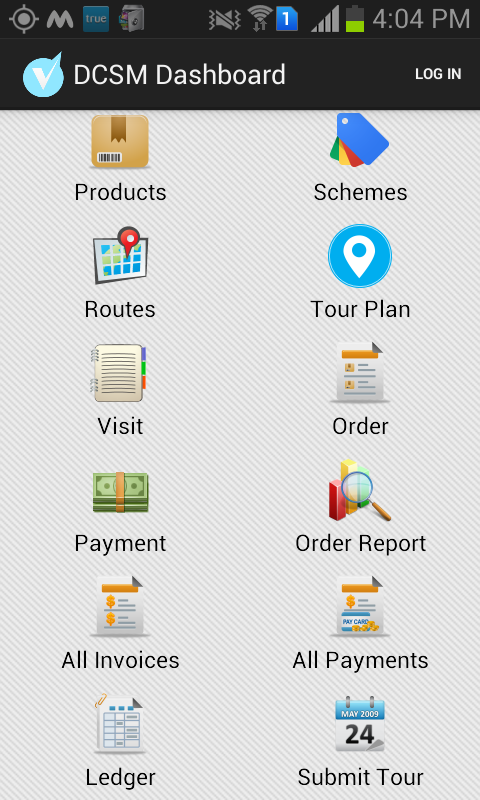 true 1 4:04 PM
DCSM Dashboard LOG IN
Products Schemes
Routes Tour Plan
Visit Order
Payment Order Report
PAY CARD
All Invoices All Payments
MAY 2009
24
Ledger Submit Tour